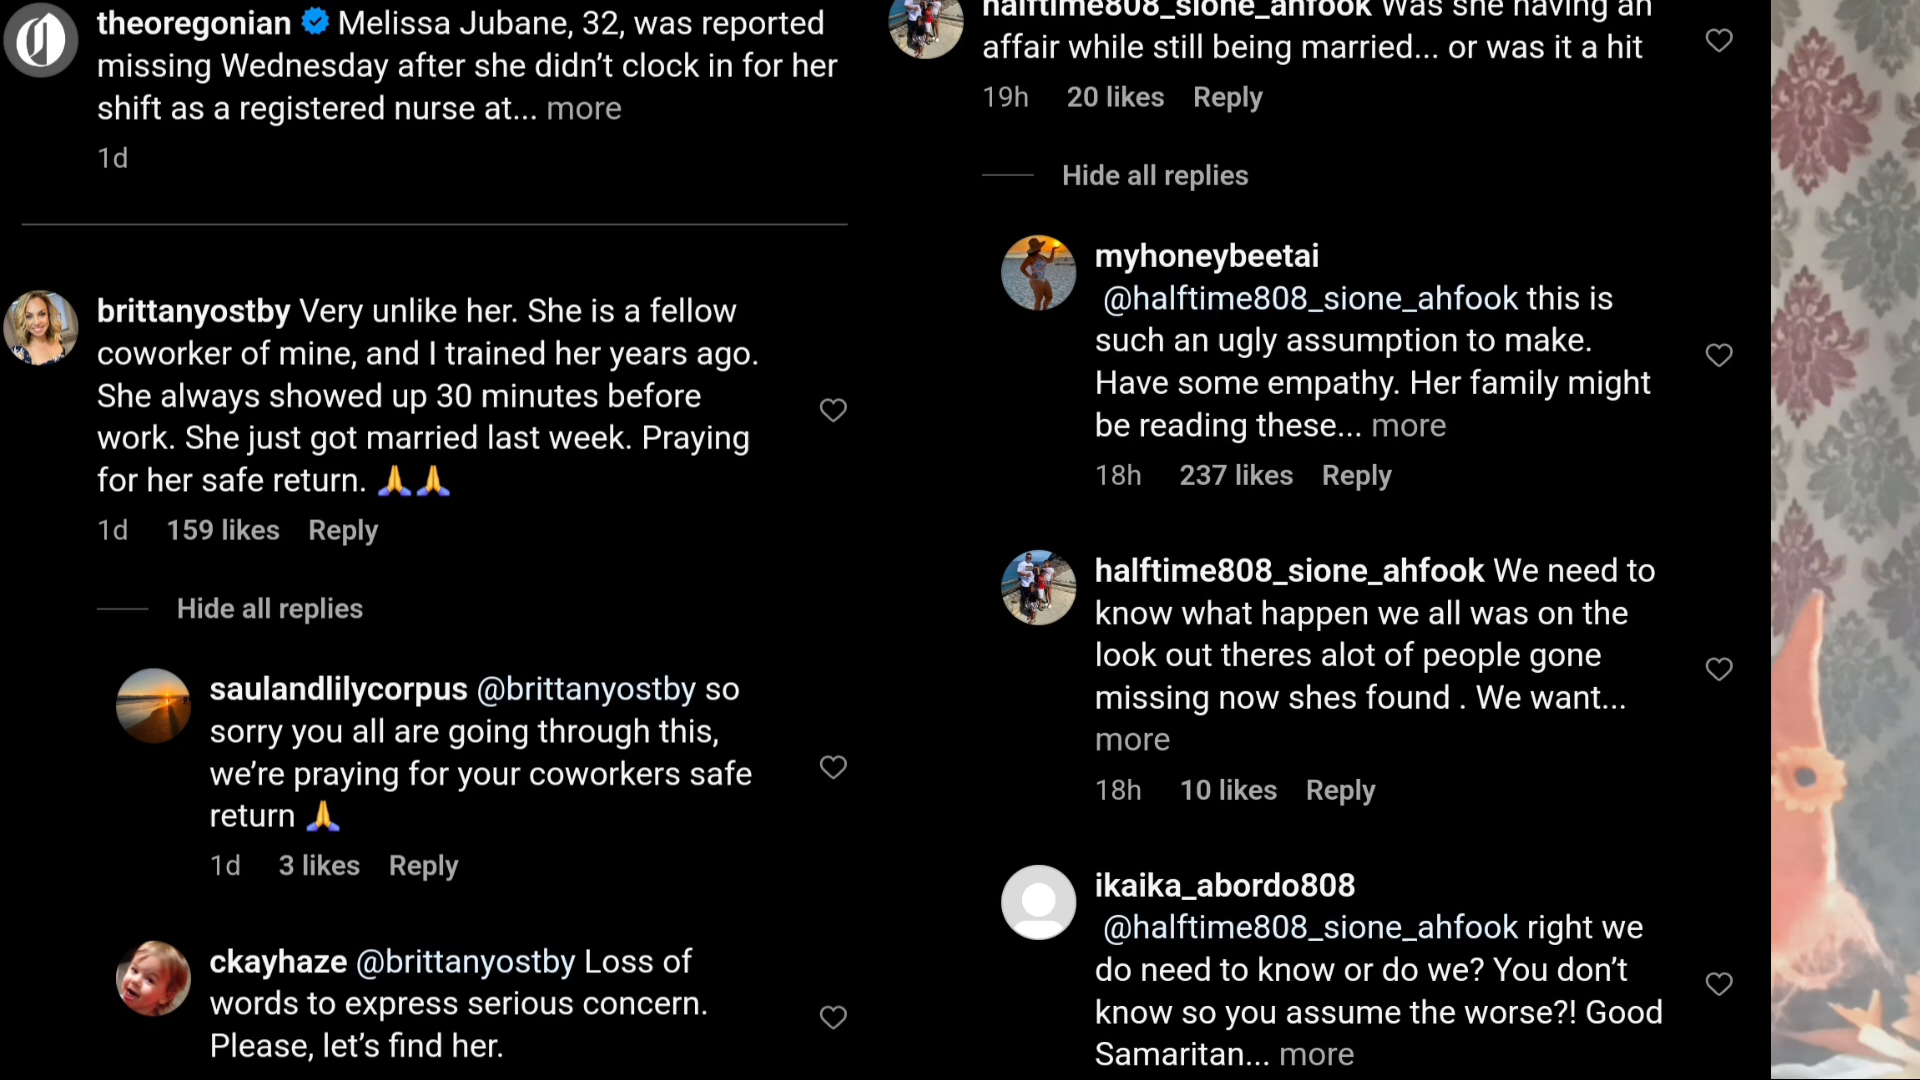 theoregonian Melissa Jubane, 32, was reported
missing Wednesday after she didn’t clock in for her
shift as a registered nurse at... more
1d
brittanyostby Very unlike her. She is a fellow
coworker of mine, and I trained her years ago.
She always showed up 30 minutes before
work. She just got married last week. Praying
for her safe return. 🙏🙏
1d 159 likes Reply
Hide all replies
saulandlilycorpus @brittanyostby so
sorry you all are going through this,
we’re praying for your coworkers safe
return 🙏
1d 3 likes Reply
ckayhaze @brittanyostby Loss of
words to express serious concern.
Please, let’s find her.
halftime808_sione_ahfook Was she having an
affair while still being married... or was it a hit
19h 20 likes Reply
Hide all replies
myhoneybeetai
@halftime808_sione_ahfook this is
such an ugly assumption to make.
Have some empathy. Her family might
be reading these... more
18h 237 likes Reply
halftime808_sione_ahfook We need to
know what happen we all was on the
look out theres alot of people gone
missing now shes found . We want...
more
18h 10 likes Reply
ikaika_abordo808
@halftime808_sione_ahfook right we
do need to know or do we? You don’t
know so you assume the worse?! Good
Samaritan... more